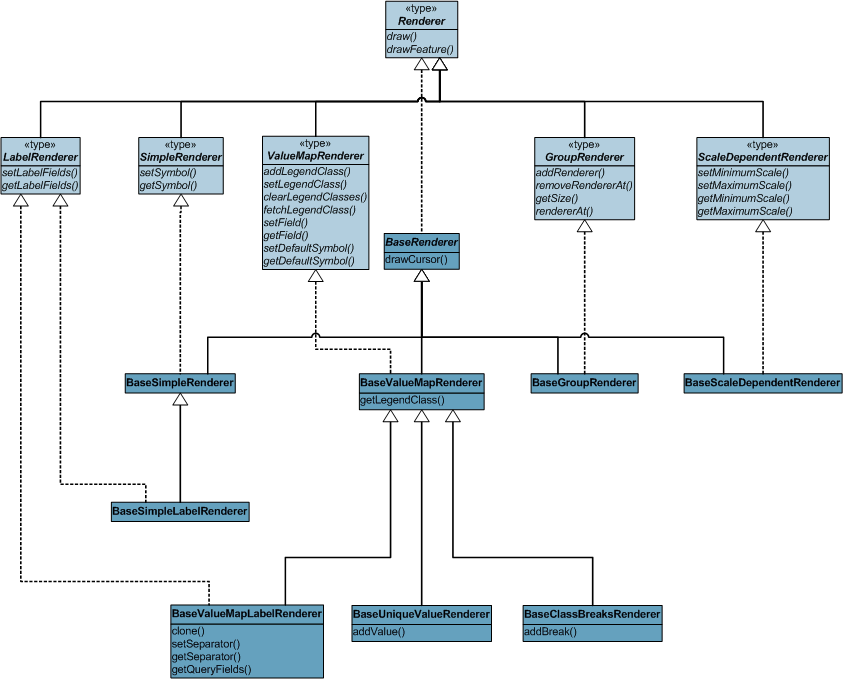 «type»
Renderer
draw()
drawFeature()
«type»
LabelRenderer
setLabelFields()
getLabelFields()
«type»
SimpleRenderer
setSymbol()
getSymbol()
«type»
ValueMapRenderer
addLegendClass()
setLegendClass()
clearLegendClasses()
fetchLegendClass()
setField()
getField()
setDefaultSymbol()
getDefaultSymbol()
«type»
GroupRenderer
addRenderer()
removeRendererAt()
getSize()
rendererAt()
«type»
ScaleDependentRenderer
setMinimumScale()
setMaximumScale()
getMinimumScale()
getMaximumScale()
BaseRenderer
drawCursor()
BaseSimpleRenderer
BaseValueMapRenderer
getLegendClass()
BaseGroupRenderer
BaseScaleDependentRenderer
BaseSimpleLabelRenderer
BaseValueMapLabelRenderer
clone()
setSeparator()
getSeparator()
getQueryFields()
BaseUniqueValueRenderer
addValue()
BaseClassBreaksRenderer
addBreak()